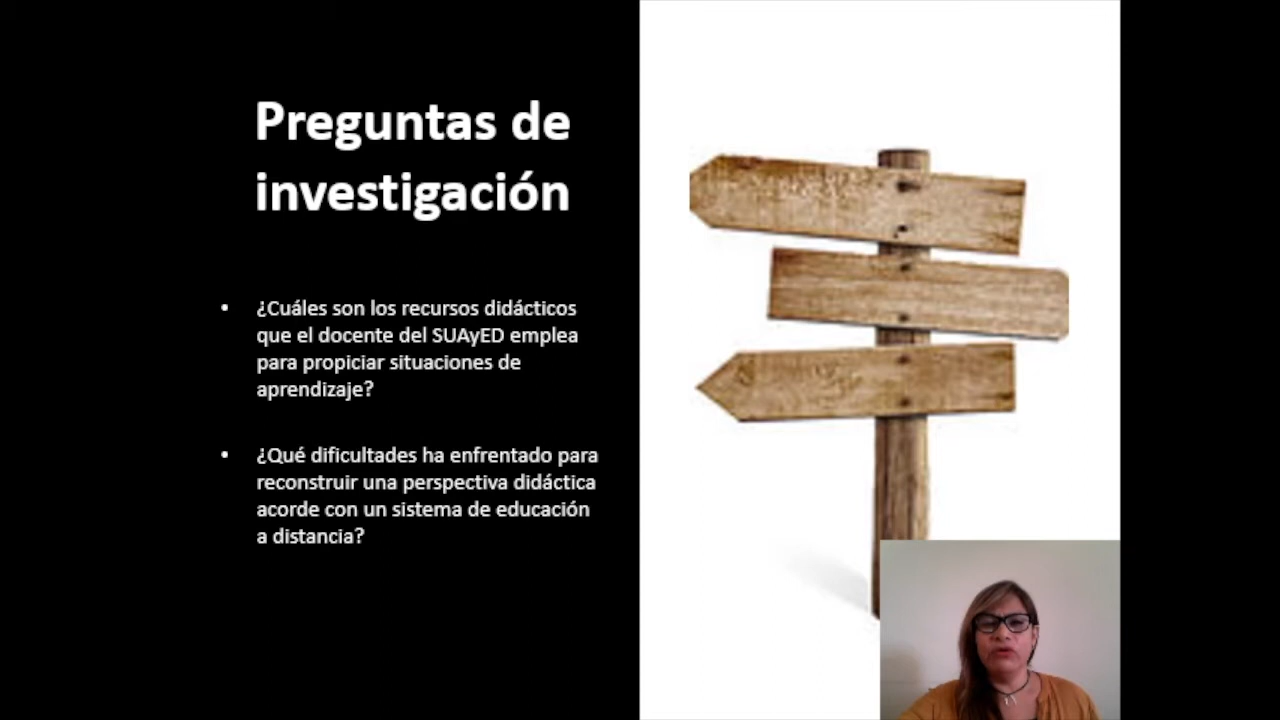 Preguntas de
investigación
• ¿Cuáles son los recursos didácticos
que el docente del SUAyED emplea
para propiciar situaciones de
aprendizaje?
• ¿Qué dificultades ha enfrentado para
reconstruir una perspectiva didáctica
acorde con un sistema de educación
a distancia?